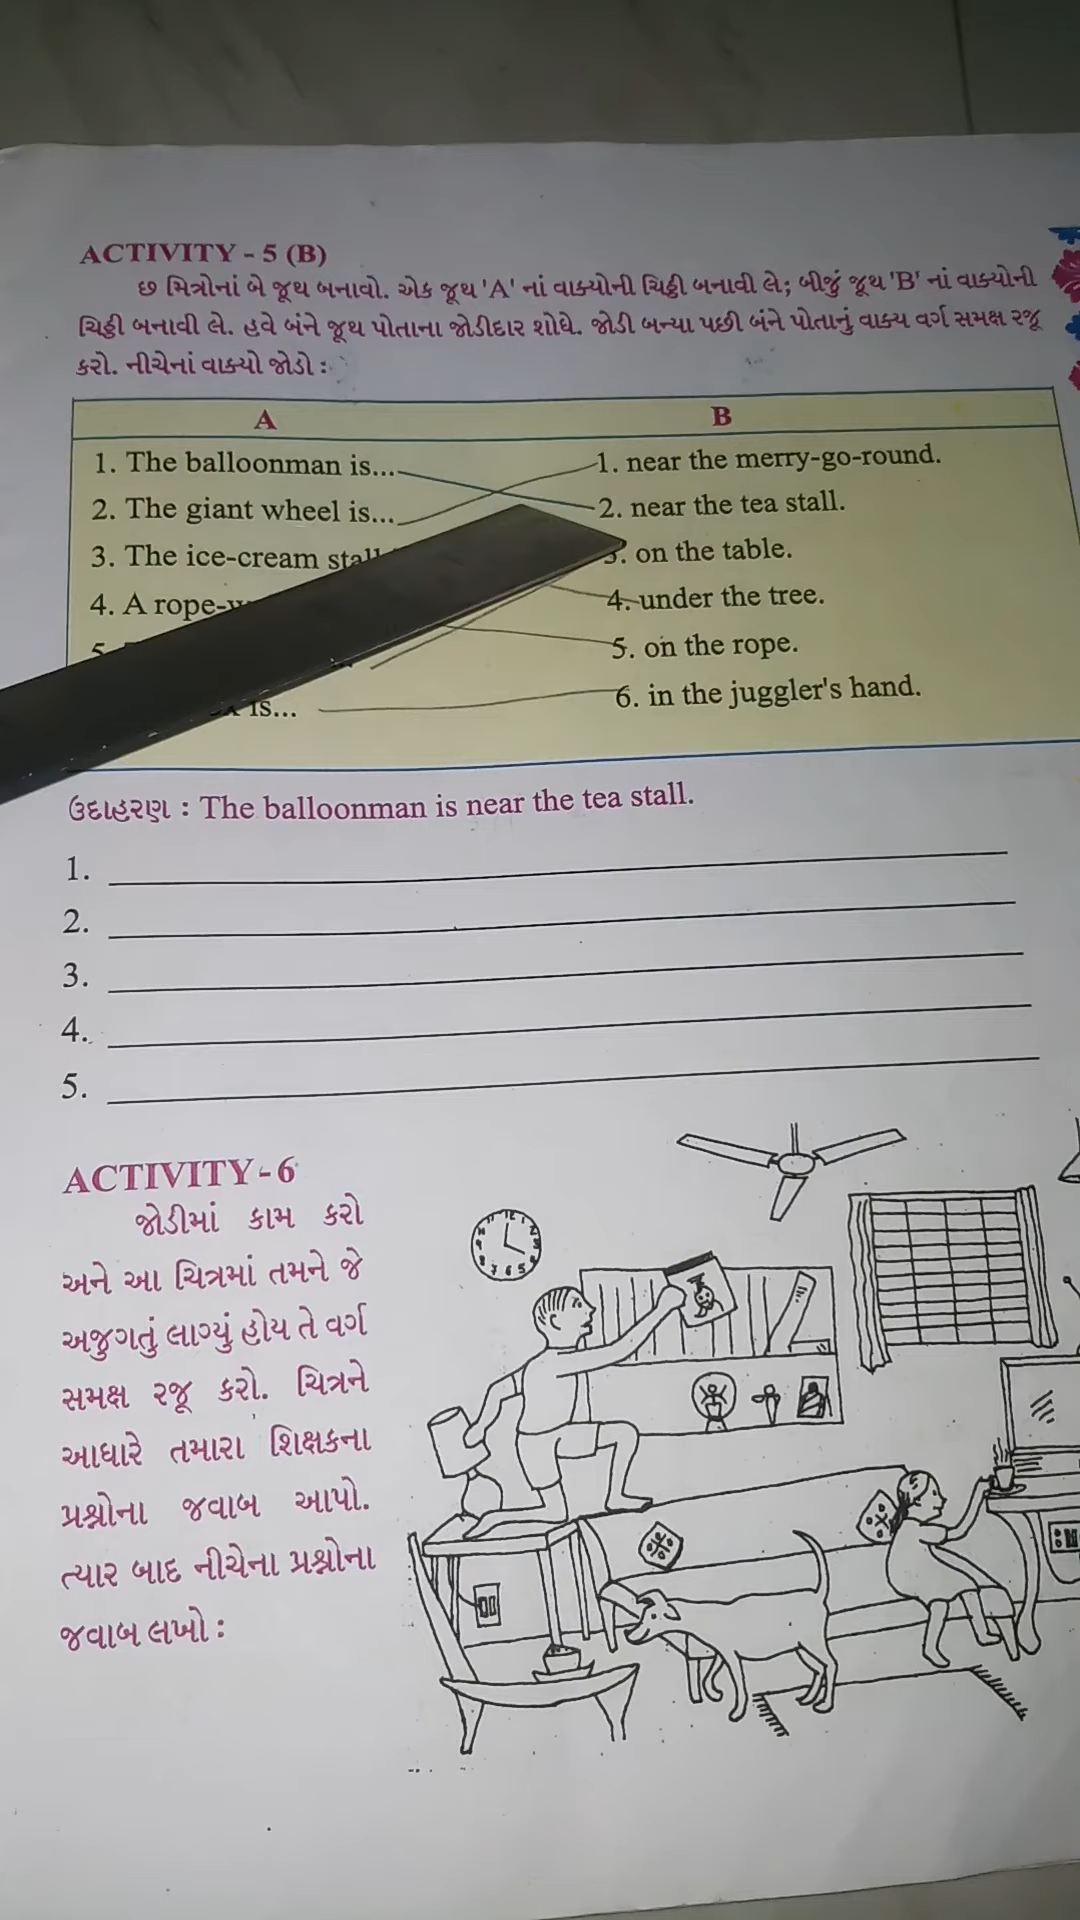 ACTIVITY - 5 (B)
છ મિત્રોનાં બે જૂથ બનાવો. એક જૂથ 'A' નાં વાક્યોની ચિઠ્ઠી બનાવી લે; બીજું જૂથ 'B' નાં વાક્યોની
ચિઠ્ઠી બનાવી લે. હવે બંને જૂથ પોતાના જોડીદાર શોધે. જોડી બન્યા પછી બંને પોતાનું વાક્ય વર્ગ સમક્ષ રજૂ
કરો. નીચેનાં વાક્યો જોડો :
A B
1. The balloonman is... 1. near the merry-go-round.
2. The giant wheel is... 2. near the tea stall.
3. The ice-cream 3. on the table.
4. A 4. under the tree.
5. 5. on the rope.
is... 6. in the juggler's hand.
ઉદાહરણ : The balloonman is near the tea stall.
1.
2.
3.
4.
5.
ACTIVITY - 6
જોડીમાં કામ કરો
અને આ ચિત્રમાં તમને જે
અજુગતું લાગ્યું હોય તે વર્ગ
સમક્ષ રજૂ કરો. ચિત્રને
આધારે તમારા શિક્ષકના
પ્રશ્નોના જવાબ આપો.
ત્યાર બાદ નીચેના પ્રશ્નોના
જવાબ લખો :